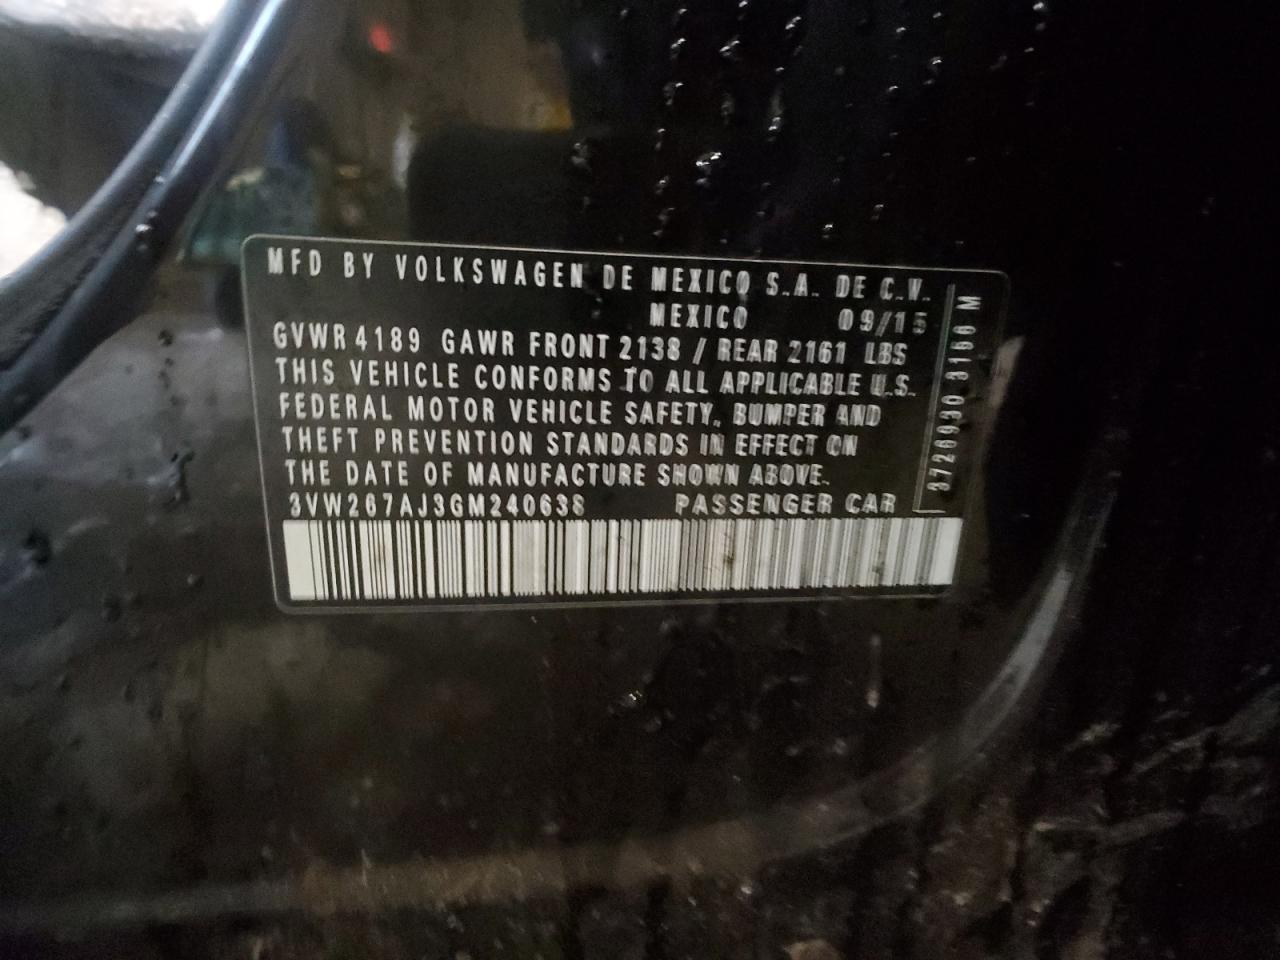 MFD BY VOLKSWAGEN DE MEXICO S.A. DE C.V.
MEXICO 09/15
GVWR 4189 GAWR FRONT 2138 / REAR 2161 LBS
THIS VEHICLE CONFORMS TO ALL APPLICABLE U.S.
FEDERAL MOTOR VEHICLE SAFETY, BUMPER AND
THEFT PREVENTION STANDARDS IN EFFECT ON
THE DATE OF MANUFACTURE SHOWN ABOVE.
3VW267AJ3GM240638 PASSENGER CAR
3726930 3166 M